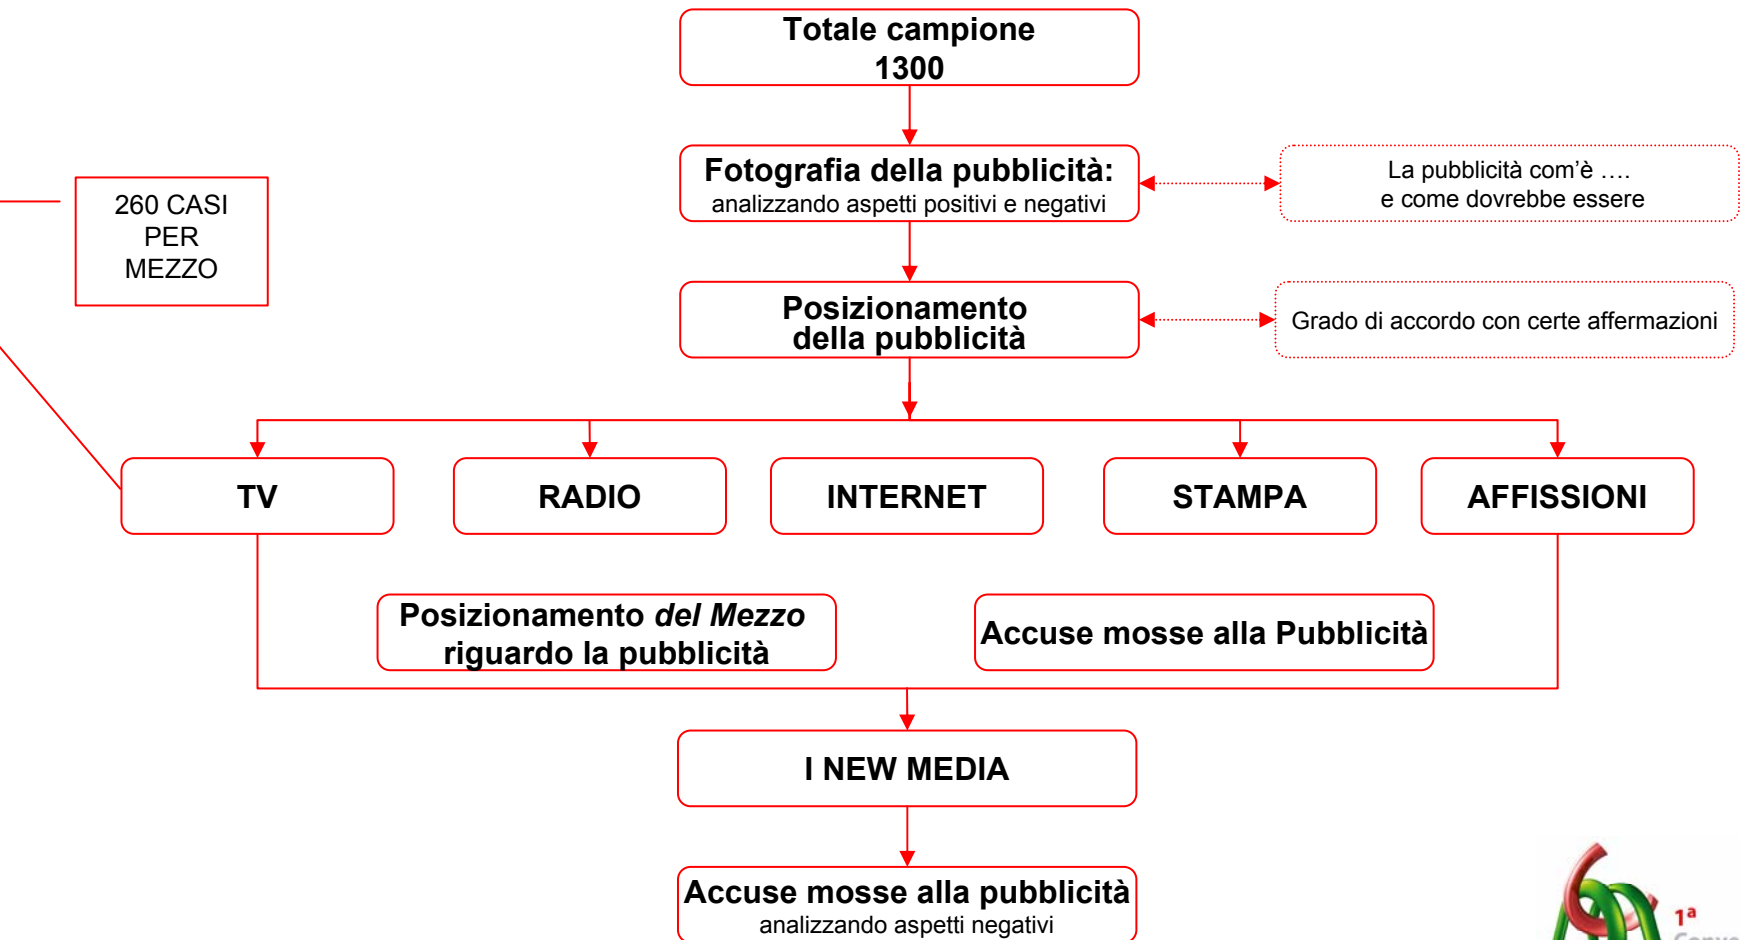 Totale campione
1300
Fotografia della pubblicità:
analizzando aspetti positivi e negativi
La pubblicità com’è ….
e come dovrebbe essere
260 CASI
PER
MEZZO
Posizionamento
della pubblicità
Grado di accordo con certe affermazioni
TV
RADIO
INTERNET
STAMPA
AFFISSIONI
Posizionamento del Mezzo
riguardo la pubblicità
Accuse mosse alla Pubblicità
I NEW MEDIA
Accuse mosse alla pubblicità
analizzando aspetti negativi
1ª